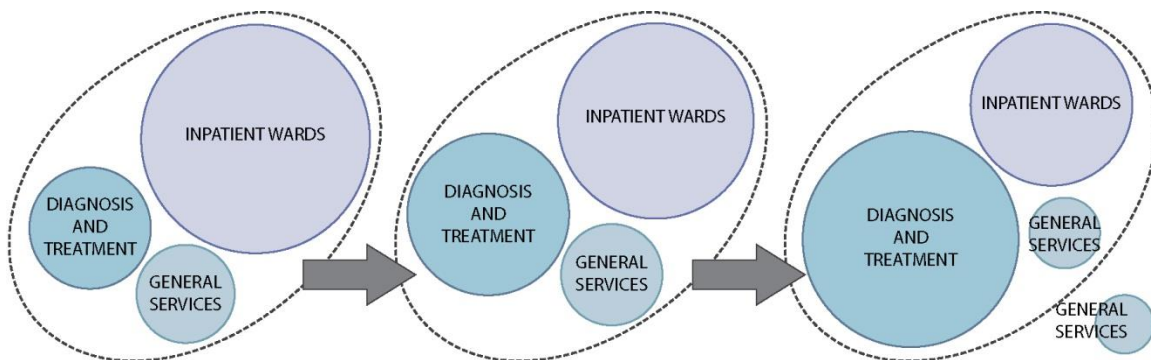 INPATIENT WARDS
DIAGNOSIS
AND
TREATMENT
GENERAL
SERVICES
INPATIENT WARDS
DIAGNOSIS
AND
TREATMENT
GENERAL
SERVICES
INPATIENT WARDS
DIAGNOSIS
AND
TREATMENT
GENERAL
SERVICES
GENERAL
SERVICES